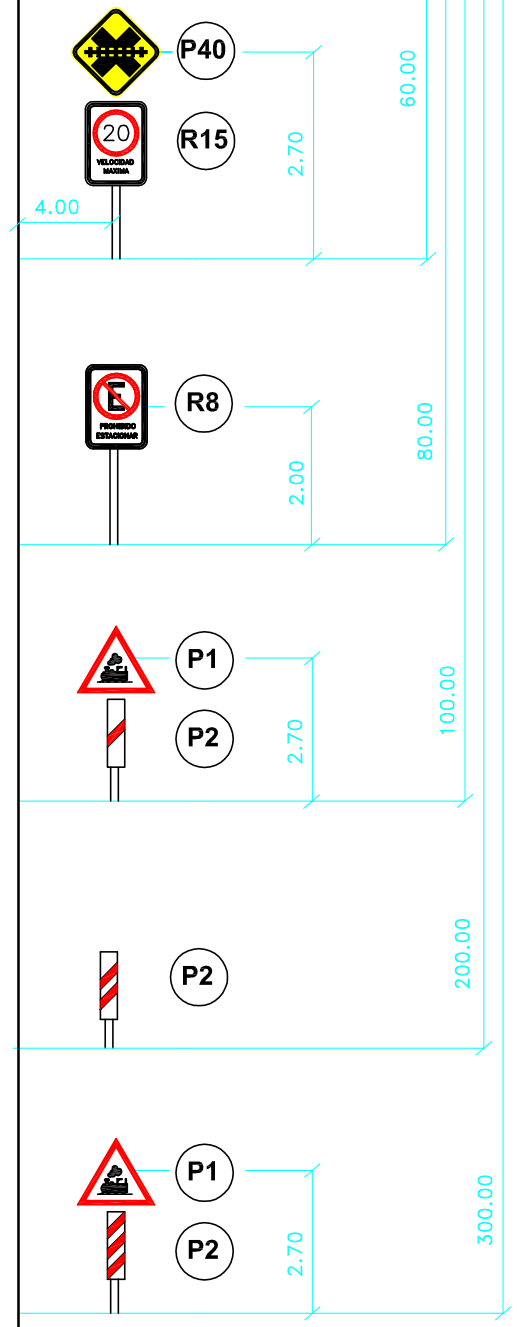 P40
60.00
20
VELOCIDAD
MAXIMA
R15
2.70
4.00
E
PROHIBIDO
ESTACIONAR
R8
80.00
2.00
P1
P2
100.00
2.70
P2
200.00
P1
P2
300.00
2.70